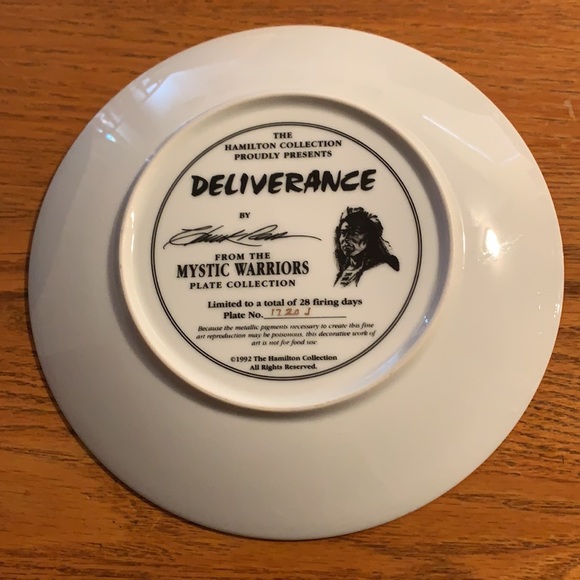 THE
HAMILTON COLLECTION
PROUDLY PRESENTS
DELIVERANCE
BY
FROM THE
MYSTIC WARRIORS
PLATE COLLECTION
Limited to a total of 28 firing days
Plate No. 1720 J
Because the metallic pigments necessary to create this fine
art reproduction may be poisonous, this decorative work of
art is not for food use.
©1992 The Hamilton Collection
All Rights Reserved.